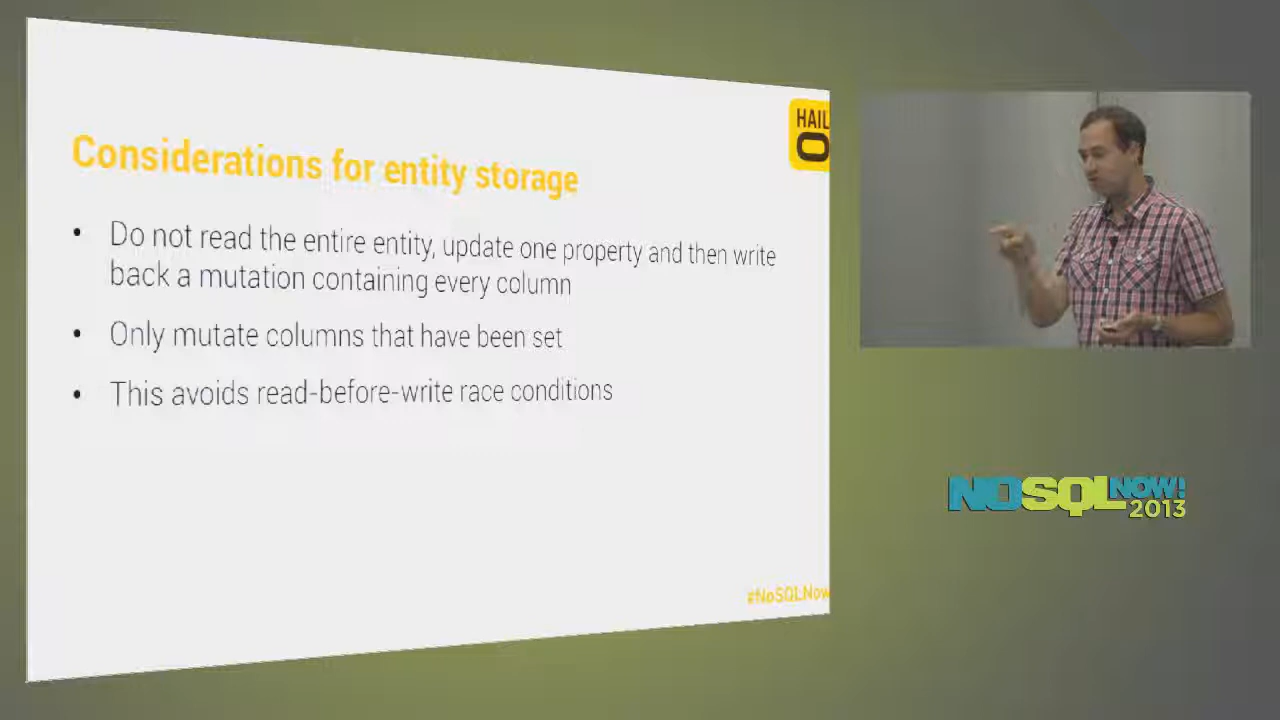 HAIL
O
Considerations for entity storage
• Do not read the entire entity, update one property and then write
back a mutation containing every column
• Only mutate columns that have been set
• This avoids read-before-write race conditions
#NoSQLNow
NOSQL NOW!
2013